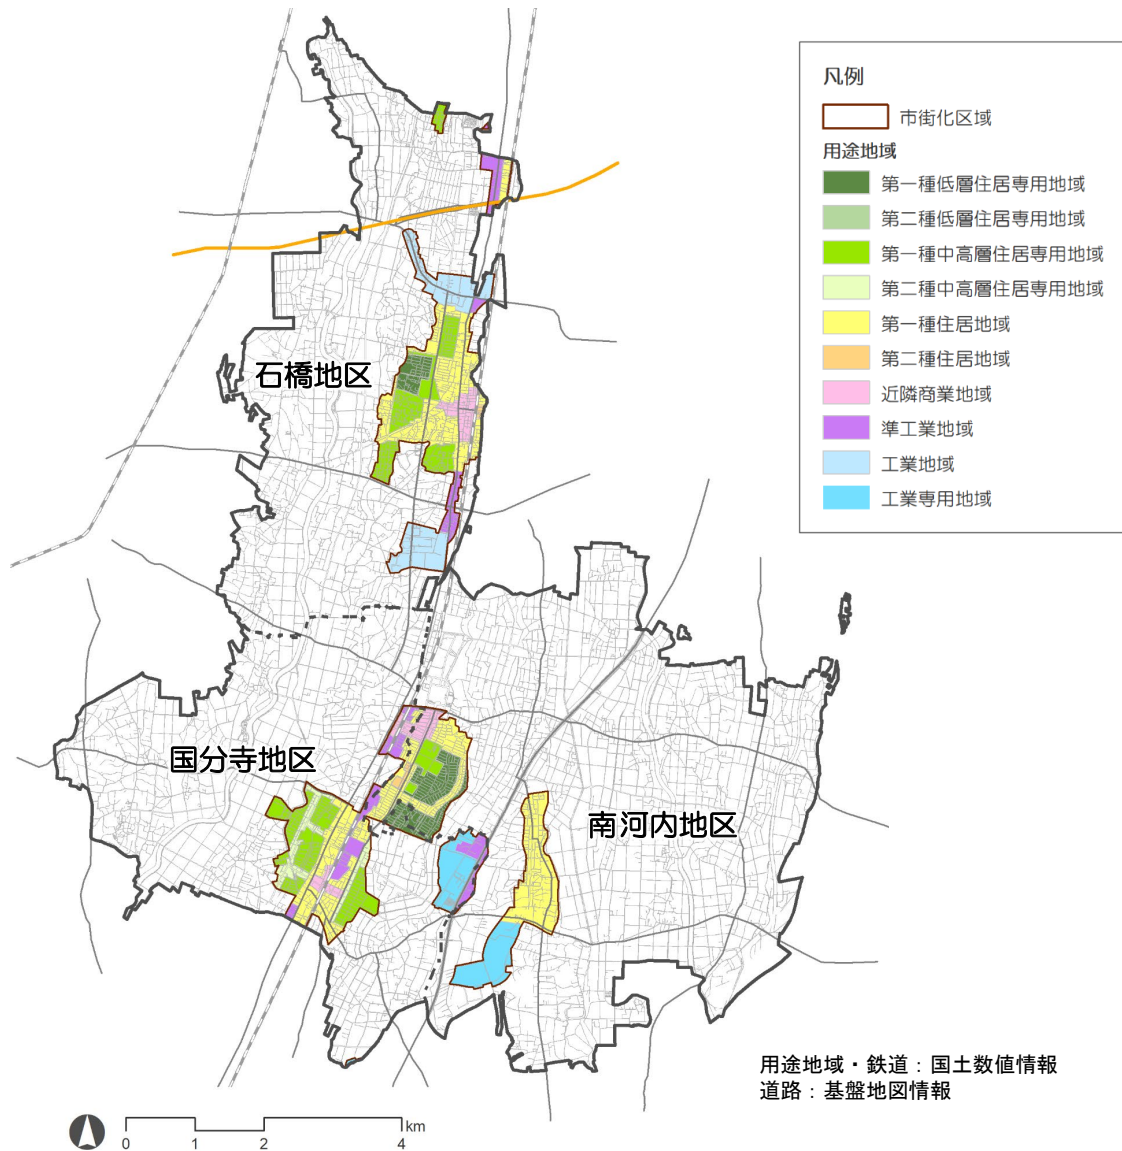 凡例
市街化区域
用途地域
第一種低層住居専用地域
第二種低層住居専用地域
第一種中高層住居専用地域
第二種中高層住居専用地域
第一種住居地域
第二種住居地域
近隣商業地域
準工業地域
工業地域
工業専用地域
石橋地区
国分寺地区
南河内地区
用途地域・鉄道：国土数値情報
道路：基盤地図情報
km
0 1 2 4